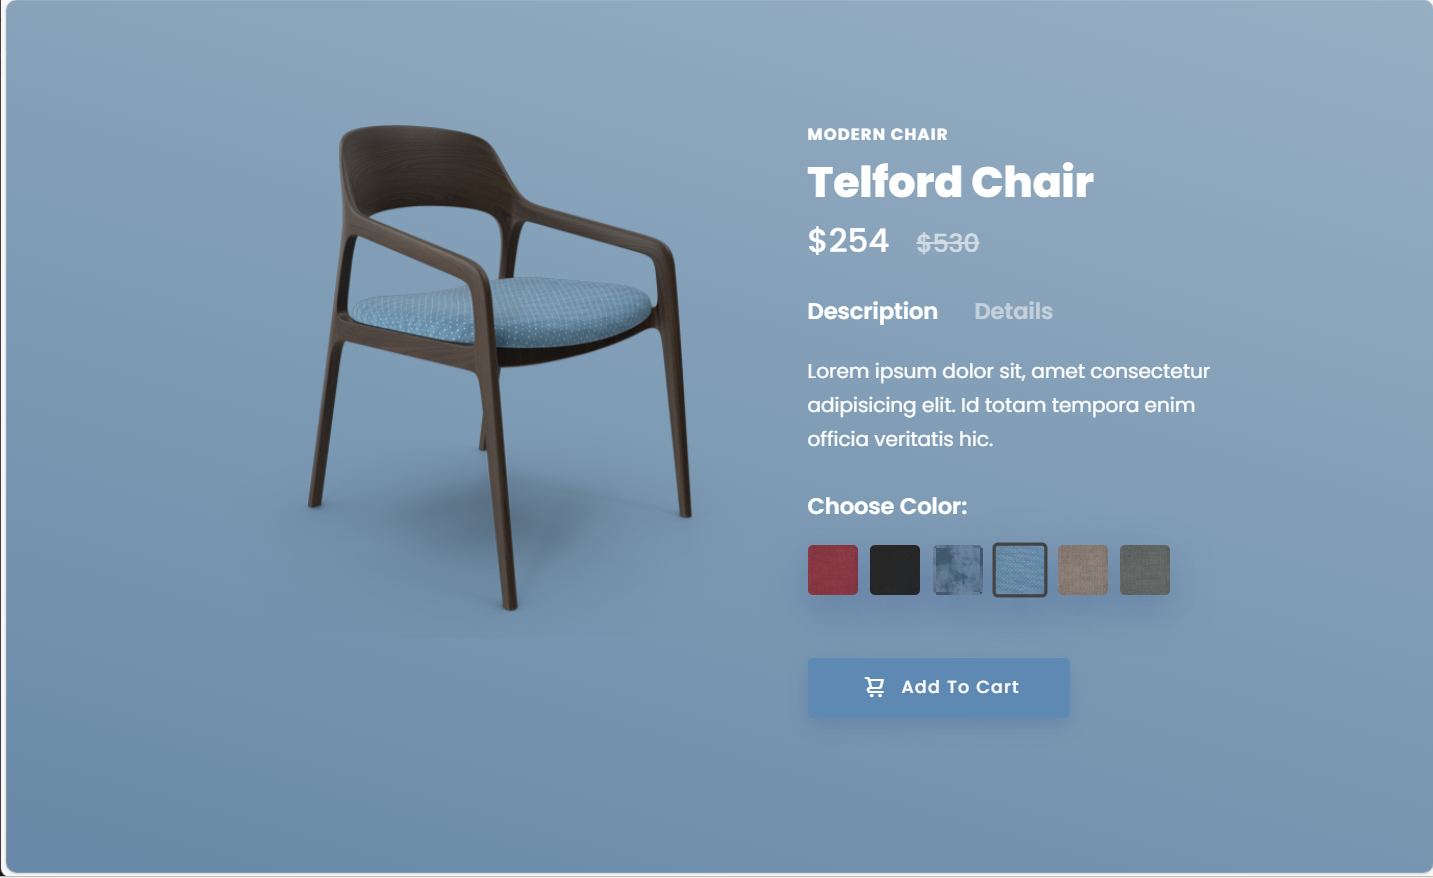 MODERN CHAIR
Telford Chair
$254 $530
Description Details
Lorem ipsum dolor sit, amet consectetur
adipisicing elit. Id totam tempora enim
officia veritatis hic.
Choose Color:
Add To Cart